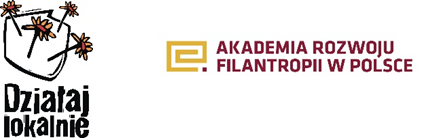 Działaj
lokalnie
AKADEMIA ROZWOJU
FILANTROPII W POLSCE